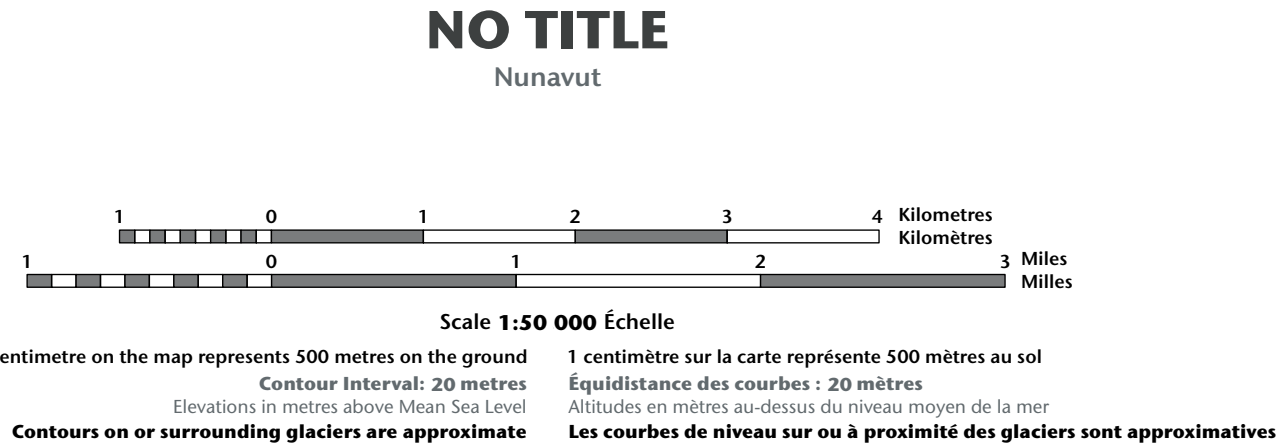 NO TITLE
Nunavut
1 0 1 2 3 4 Kilometres
Kilomètres
1 0 1 2 3 Miles
Milles
Scale 1:50 000 Échelle
entimetre on the map represents 500 metres on the ground
1 centimètre sur la carte représente 500 mètres au sol
Contour Interval: 20 metres
Équidistance des courbes : 20 mètres
Elevations in metres above Mean Sea Level
Altitudes en mètres au-dessus du niveau moyen de la mer
Contours on or surrounding glaciers are approximate
Les courbes de niveau sur ou à proximité des glaciers sont approximatives